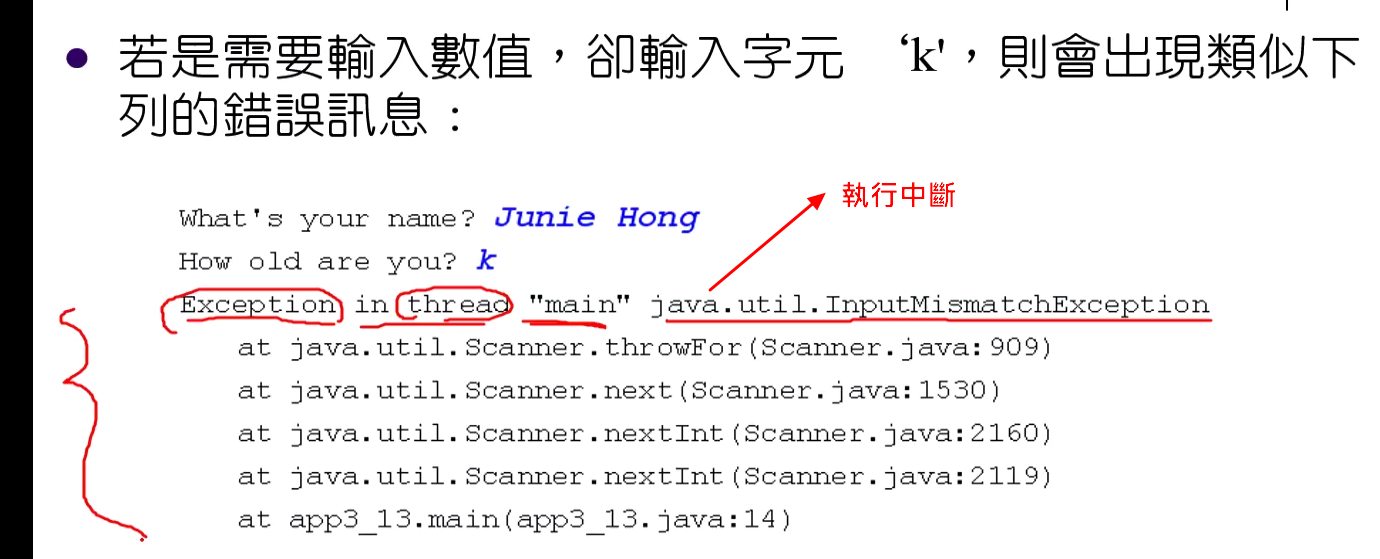 若是需要輸入數值，卻輸入字元 ‘k'，則會出現類似下
列的錯誤訊息：
執行中斷
What's your name? Junie Hong
How old are you? k
Exception in thread "main" java.util.InputMismatchException
at java.util.Scanner.throwFor(Scanner.java:909)
at java.util.Scanner.next(Scanner.java:1530)
at java.util.Scanner.nextInt(Scanner.java:2160)
at java.util.Scanner.nextInt(Scanner.java:2119)
at app3_13.main(app3_13.java:14)